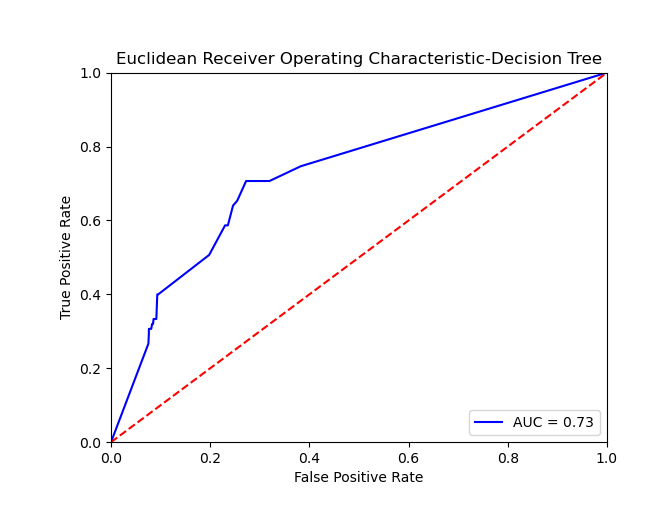 Euclidean Receiver Operating Characteristic-Decision Tree
1.0
0.8
0.6
0.4
0.2
0.0
True Positive Rate
AUC = 0.73
0.0 0.2 0.4 0.6 0.8 1.0
False Positive Rate